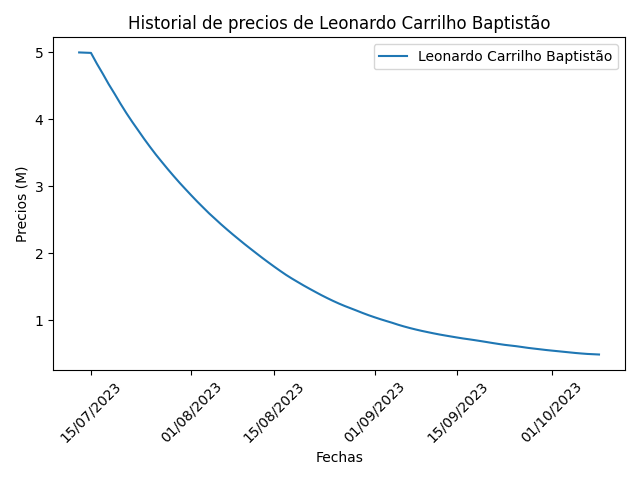 Historial de precios de Leonardo Carrilho Baptistão
Leonardo Carrilho Baptistão
Precios (M)
5
4
3
2
1
15/07/2023
01/08/2023
15/08/2023
01/09/2023
15/09/2023
01/10/2023
Fechas